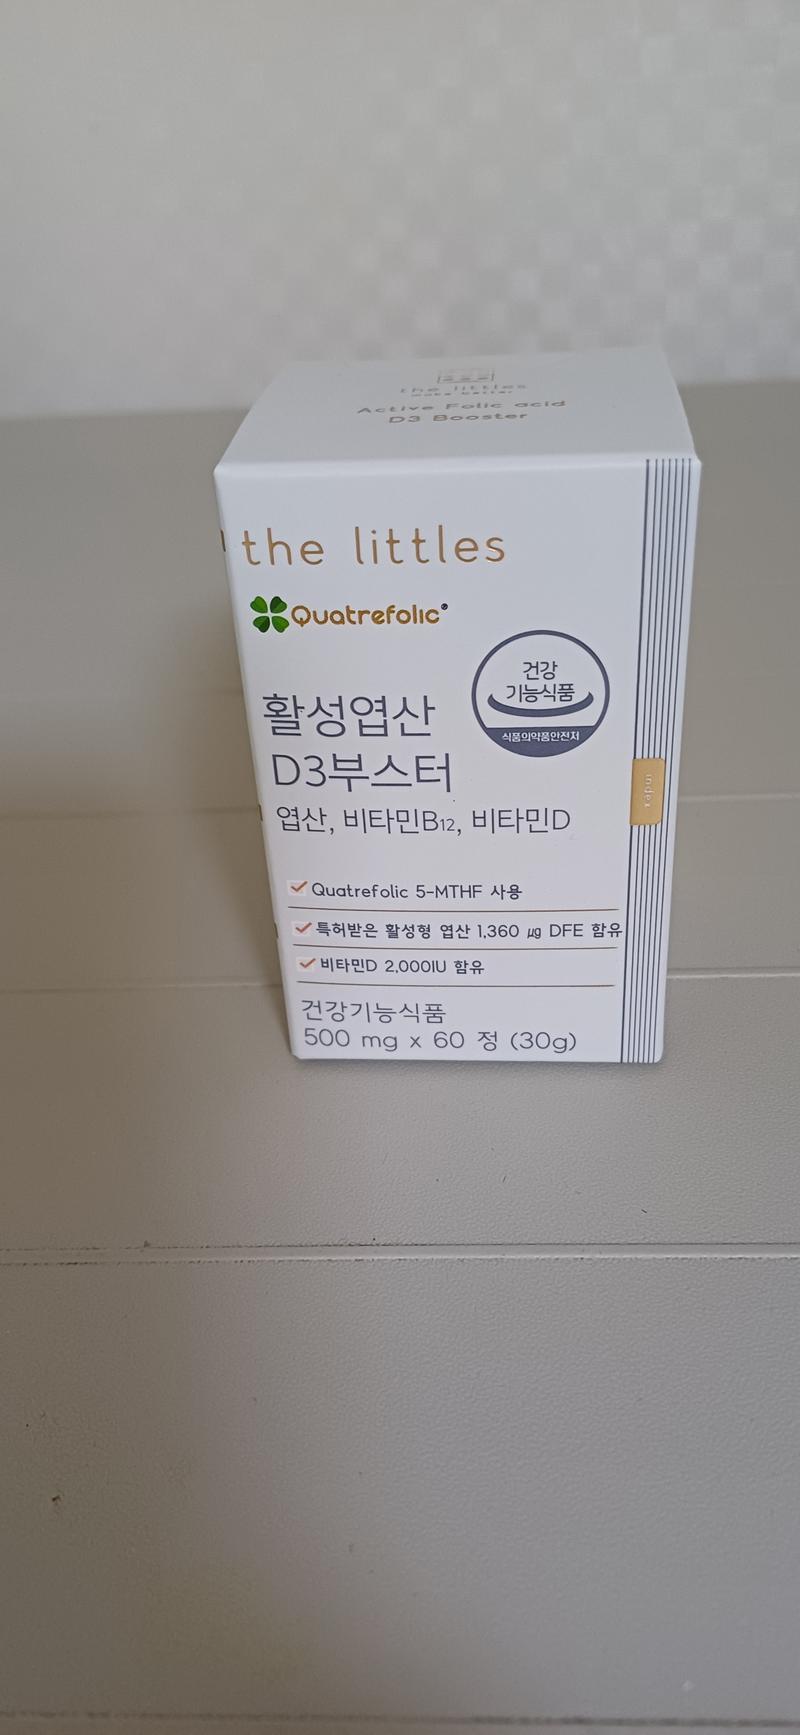 the littles
make better
Active Folic acid
D3 Booster
the littles
Quatrefolic®
건강
기능식품
식품의약품안전처
활성엽산
D3부스터
엽산, 비타민B12, 비타민D
index
Quatrefolic 5-MTHF 사용
특허받은 활성형 엽산 1,360 ㎍ DFE 함유
비타민D 2,000IU 함유
건강기능식품
500 mg x 60 정 (30g)